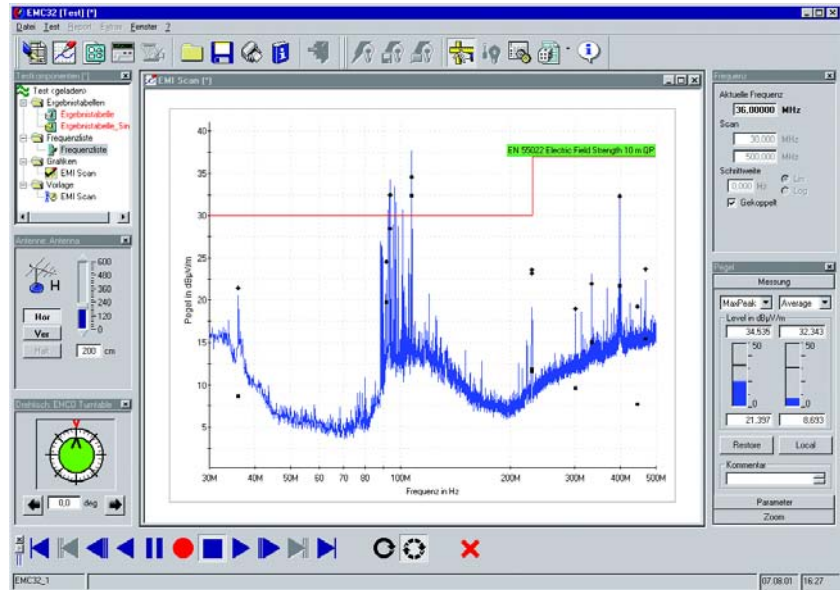 EMC32 [Test] [*]
Datei Test Report Extras Fenster ?
Testkomponenten [*]
Test <geladen>
Ergebnistabellen
Ergebnistabelle
Ergebnistabelle_Sin
Frequenzliste
Frequenzliste
Grafiken
EMI Scan
Vorlage
EMI Scan
Antenne: Antenna
H
600
480
360
240
120
0
Hor
Ver
Halt
200 cm
Drehtisch: EMCO Turntable
0,0 deg
EMI Scan [*]
EN 55022 Electric Field Strength 10 m QP
Pegel in dBµV/m
40
35
30
25
20
15
10
5
30M 40M 50M 60 70 80 100M 200M 300M 400M 500M
Frequenz in Hz
Frequenz
Aktuelle Frequenz
36,00000 MHz
Scan
30,000 MHz
500,000 MHz
Schrittweite
0,000 Hz
Lin
Log
Gekoppelt
Pegel
Messung
MaxPeak Average
Level in dBµV/m
34,535 32,343
50 50
0 0
21,397 8,693
Restore Local
Kommentar
Parameter
Zoom
EMC32_1
07.08.01 16:27